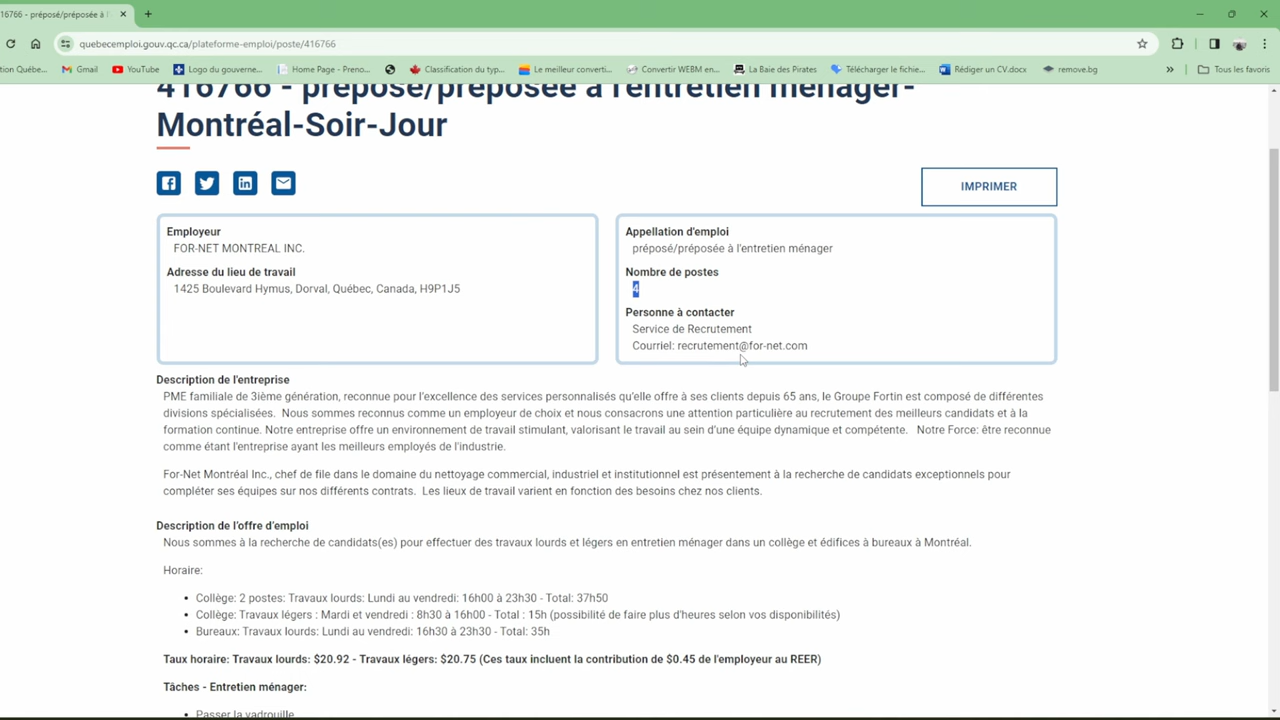 16766 - préposé/préposée à l
quebecemploi.gouv.qc.ca/plateforme-emploi/poste/416766
tion Québe... Gmail YouTube Logo du gouverne... Home Page - Preno... Classification du typ... Le meilleur converti... Convertir WEBM en... La Baie des Pirates Télécharger le fichie... Rédiger un CV.docx remove.bg » Tous les favoris
416766 - préposé/préposée à l'entretien ménager-
Montréal-Soir-Jour
IMPRIMER
Employeur
FOR-NET MONTREAL INC.
Adresse du lieu de travail
1425 Boulevard Hymus, Dorval, Québec, Canada, H9P1J5
Appellation d'emploi
préposé/préposée à l'entretien ménager
Nombre de postes
4
Personne à contacter
Service de Recrutement
Courriel: recrutement@for-net.com
Description de l'entreprise
PME familiale de 3ième génération, reconnue pour l'excellence des services personnalisés qu'elle offre à ses clients depuis 65 ans, le Groupe Fortin est composé de différentes
divisions spécialisées. Nous sommes reconnus comme un employeur de choix et nous consacrons une attention particulière au recrutement des meilleurs candidats et à la
formation continue. Notre entreprise offre un environnement de travail stimulant, valorisant le travail au sein d'une équipe dynamique et compétente. Notre Force: être reconnue
comme étant l'entreprise ayant les meilleurs employés de l'industrie.
For-Net Montréal Inc., chef de file dans le domaine du nettoyage commercial, industriel et institutionnel est présentement à la recherche de candidats exceptionnels pour
compléter ses équipes sur nos différents contrats. Les lieux de travail varient en fonction des besoins chez nos clients.
Description de l'offre d'emploi
Nous sommes à la recherche de candidats(es) pour effectuer des travaux lourds et légers en entretien ménager dans un collège et édifices à bureaux à Montréal.
Horaire:
• Collège: 2 postes: Travaux lourds: Lundi au vendredi: 16h00 à 23h30 - Total: 37h50
• Collège: Travaux légers : Mardi et vendredi : 8h30 à 16h00 - Total : 15h (possibilité de faire plus d'heures selon vos disponibilités)
• Bureaux: Travaux lourds: Lundi au vendredi: 16h30 à 23h30 - Total: 35h
Taux horaire: Travaux lourds: $20.92 - Travaux légers: $20.75 (Ces taux incluent la contribution de $0.45 de l'employeur au REER)
Tâches - Entretien ménager:
• Passer la vadrouille